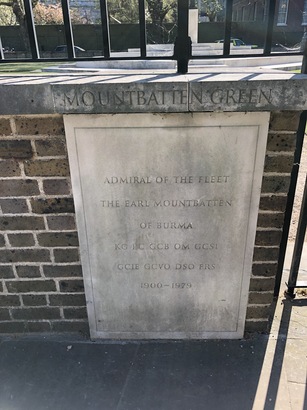 MOUNTBATTEN GREEN
ADMIRAL OF THE FLEET
THE EARL MOUNTBATTEN
OF BURMA
KG PC GCB OM GCSI
GCIE GCVO DSO FRS
1900–1979